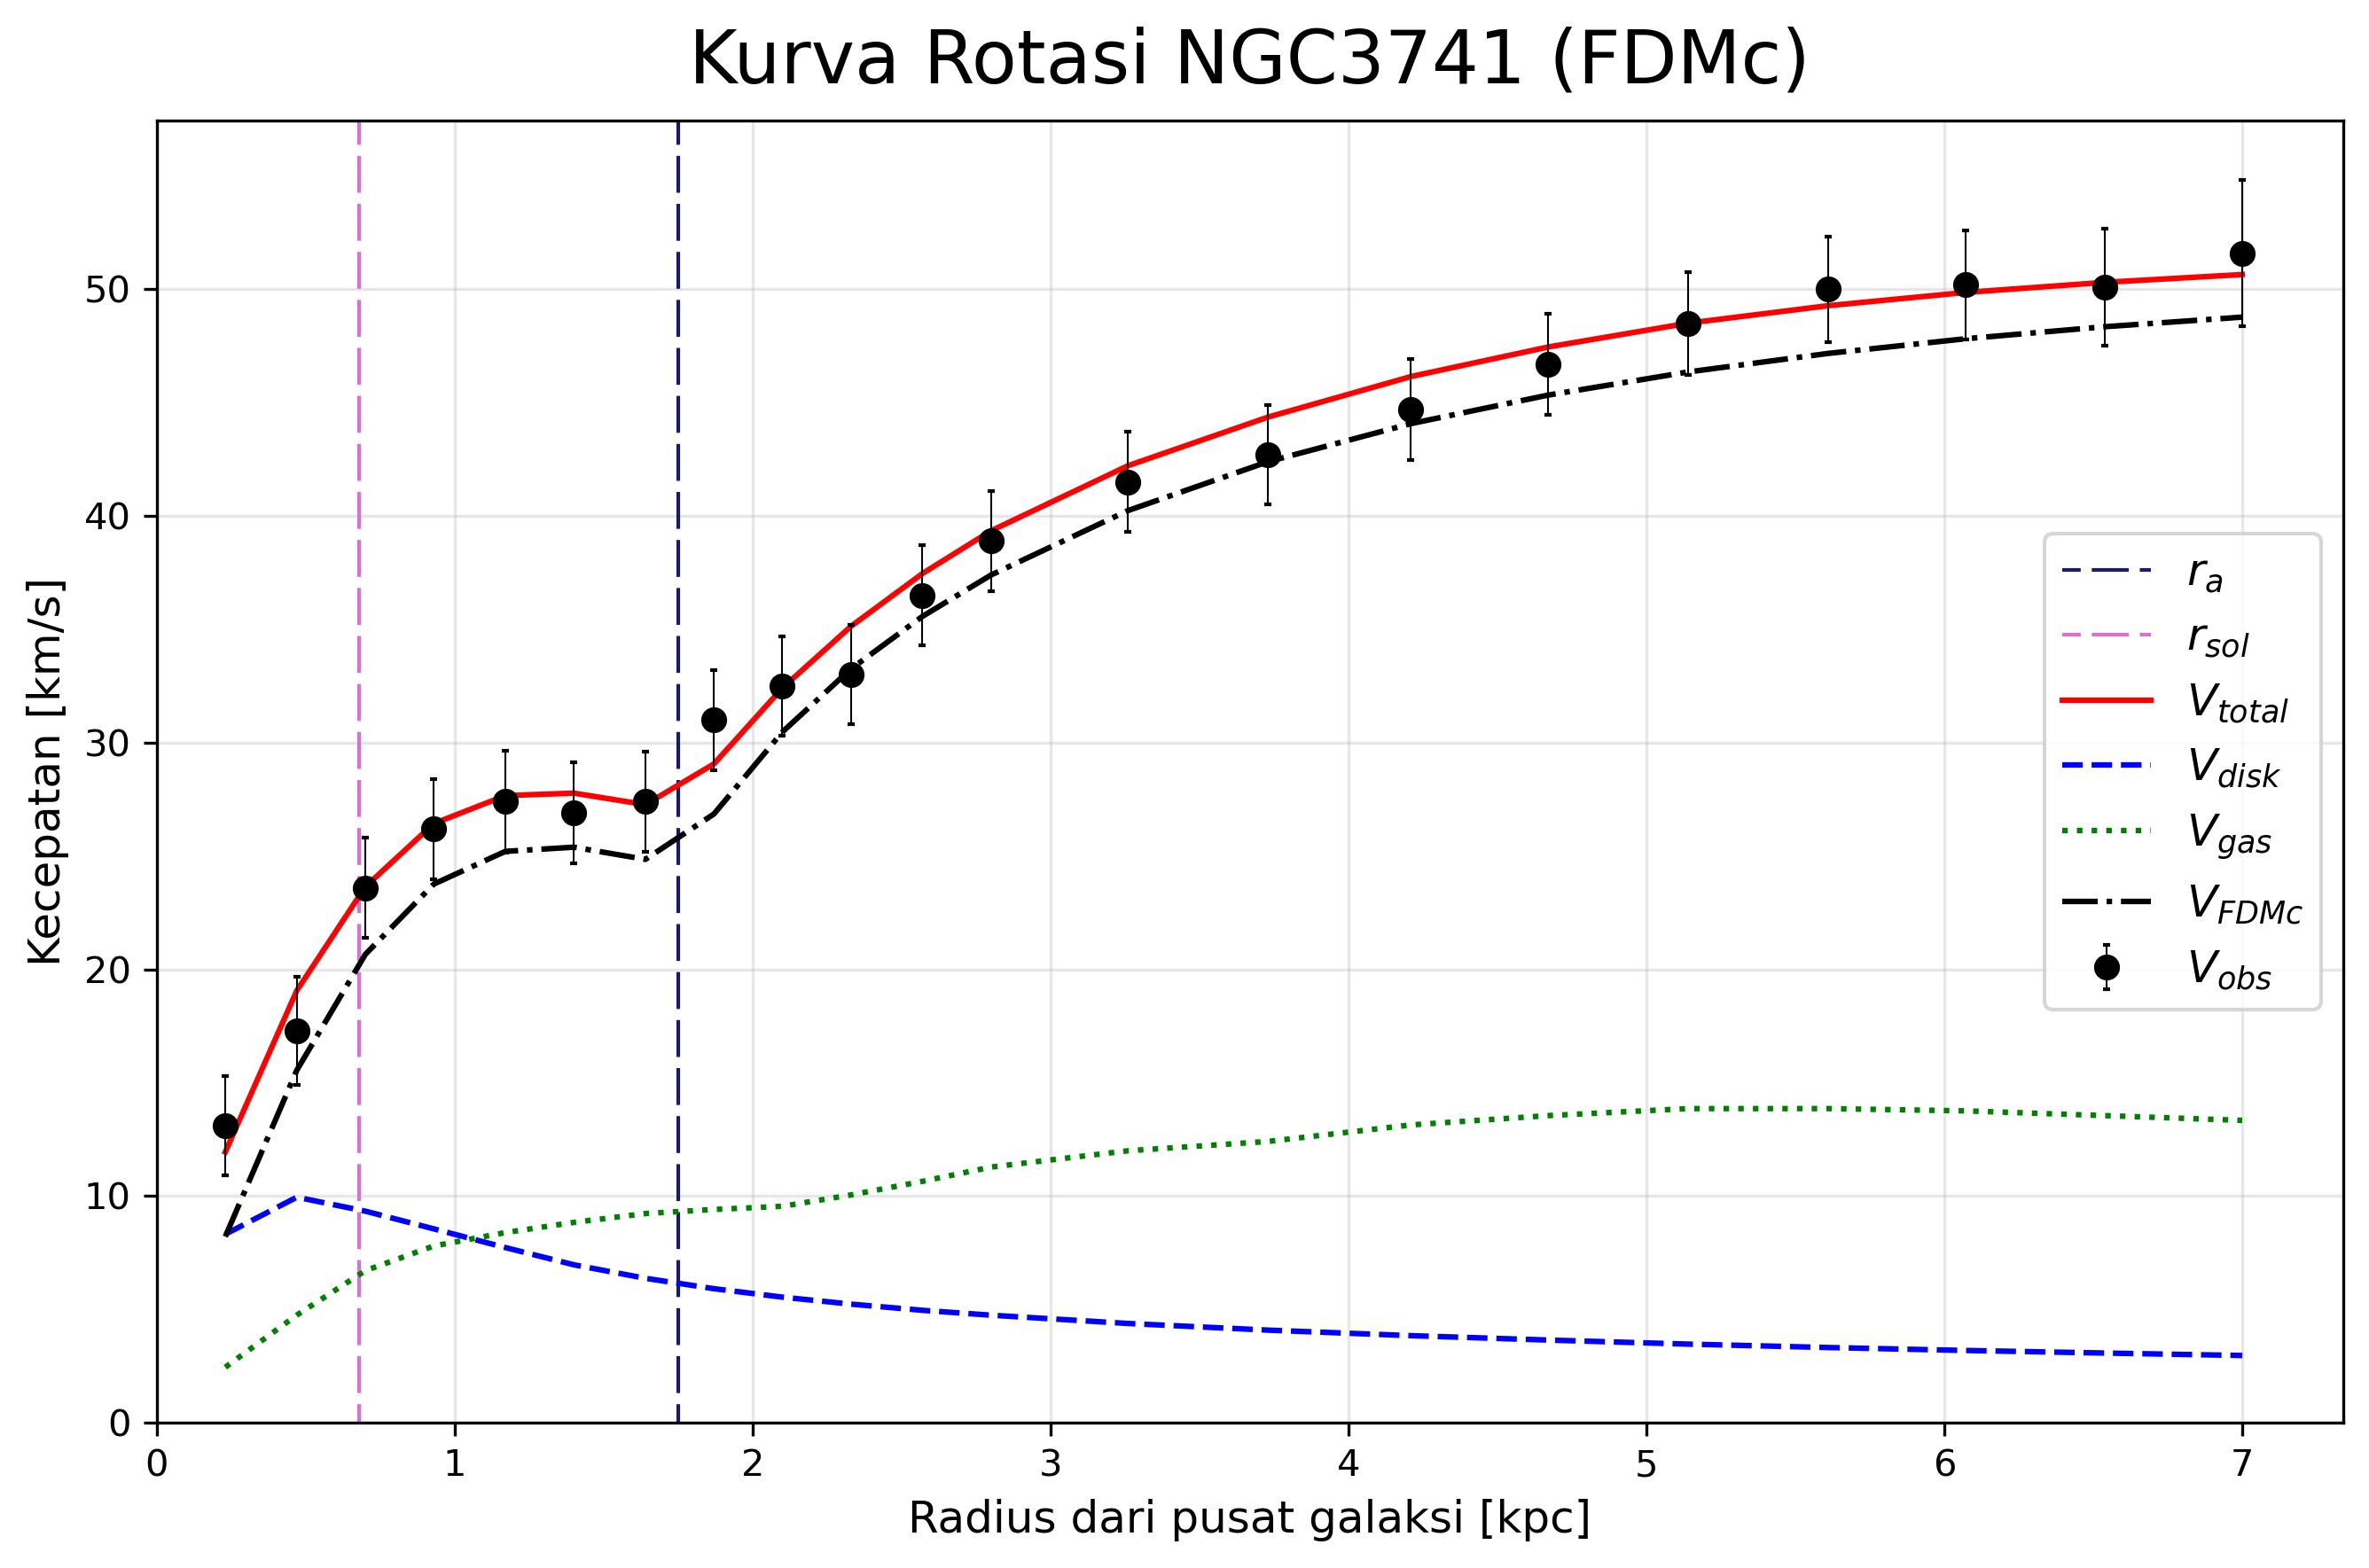 Kurva Rotasi NGC3741 (FDMc)
Kecepatan [km/s]
50
40
30
20
10
0
r_a
r_sol
V_total
V_disk
V_gas
V_FDMc
V_obs
0 1 2 3 4 5 6 7
Radius dari pusat galaksi [kpc]